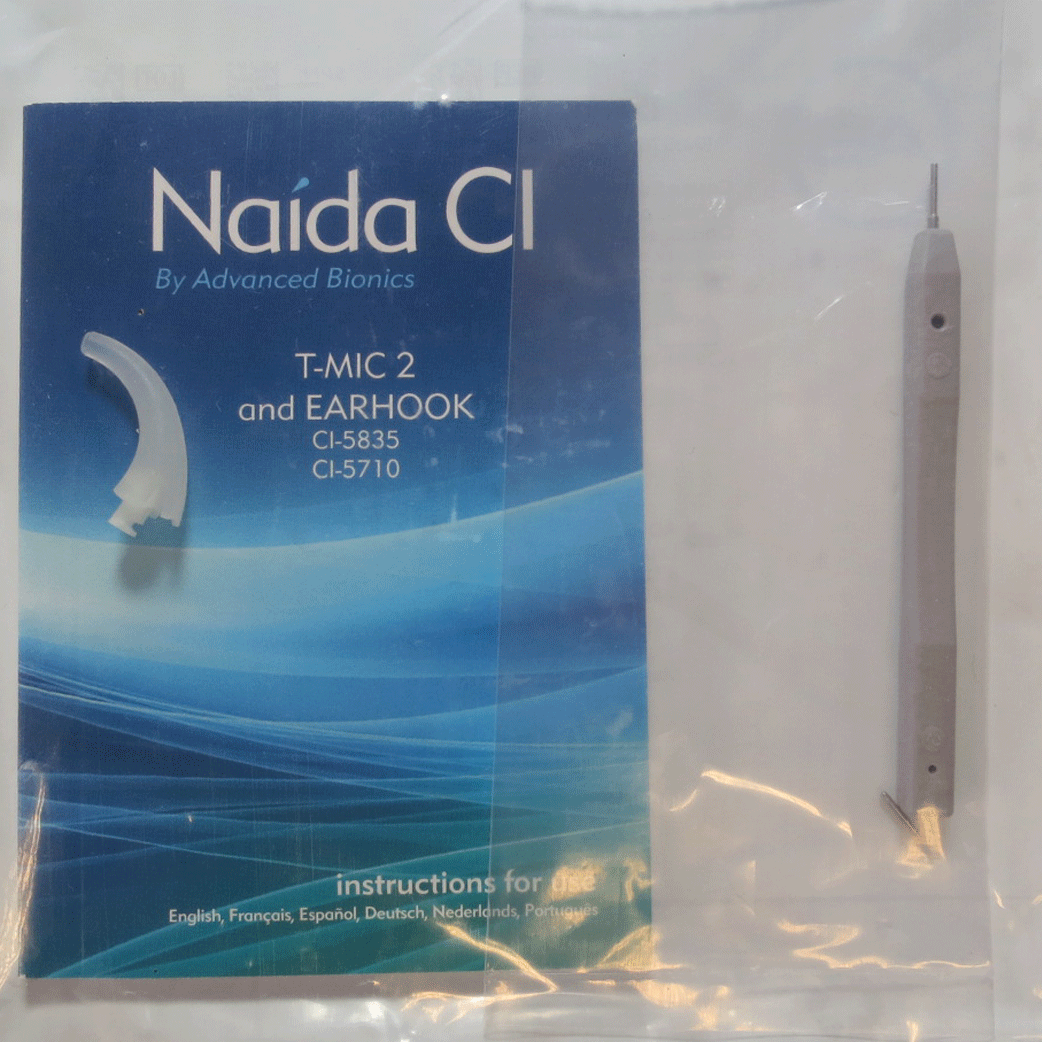 Naída CI
By Advanced Bionics
T-MIC 2
and EARHOOK
CI-5835
CI-5710
instructions for use
English, Français, Español, Deutsch, Nederlands, Português